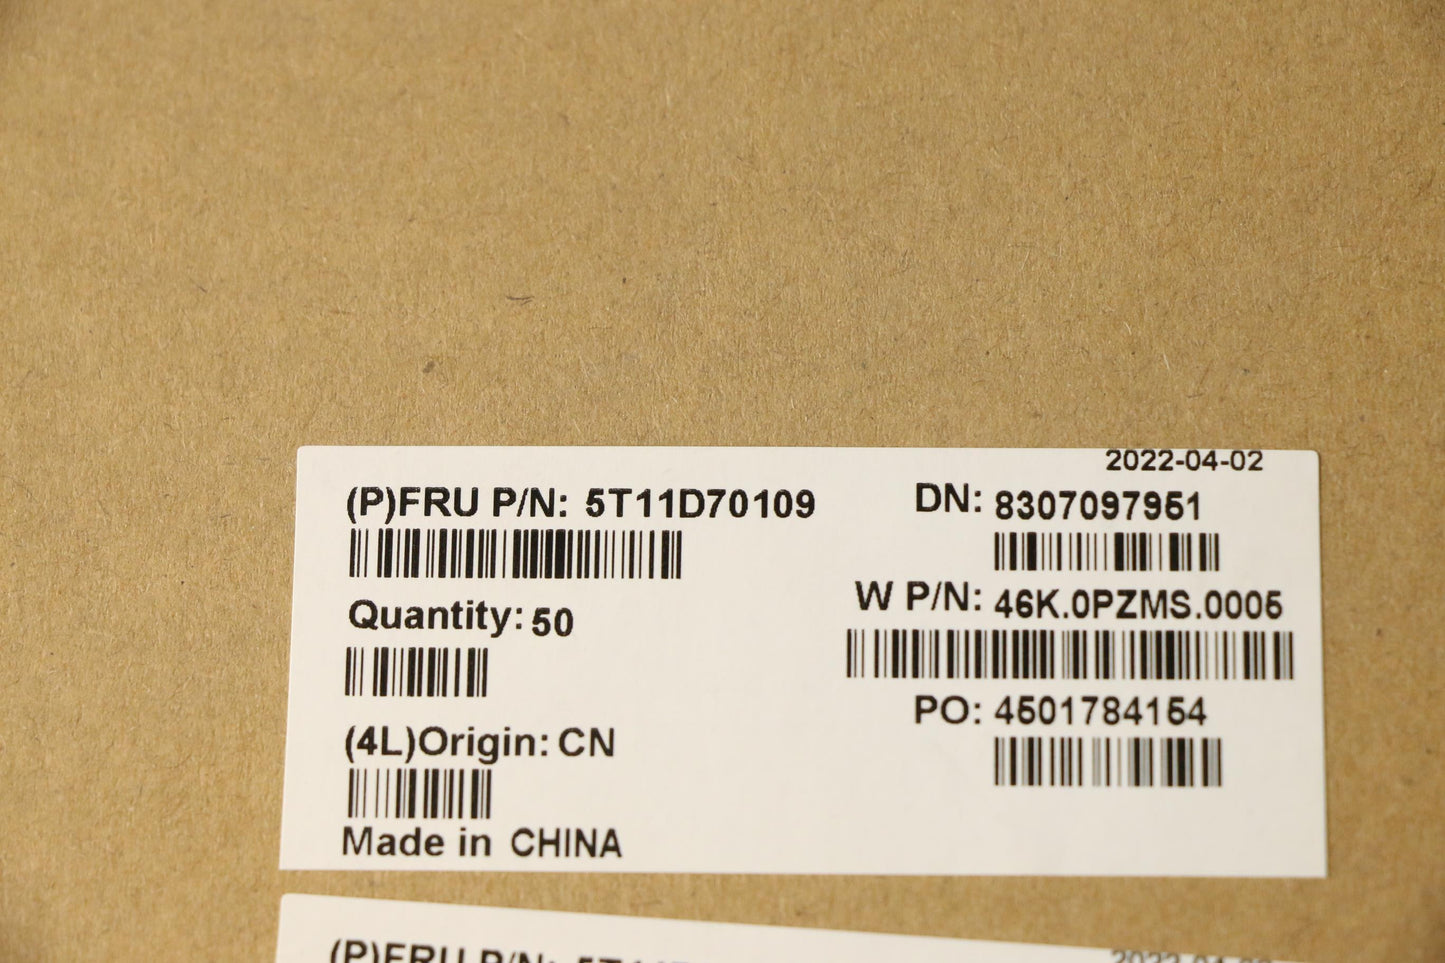 2022-04-02
(P)FRU P/N: 5T11D70109
DN: 8307097951
Quantity: 50
W P/N: 46K.0PZMS.0005
(4L)Origin: CN
PO: 4501784154
Made in CHINA
(P)FRU P/N: